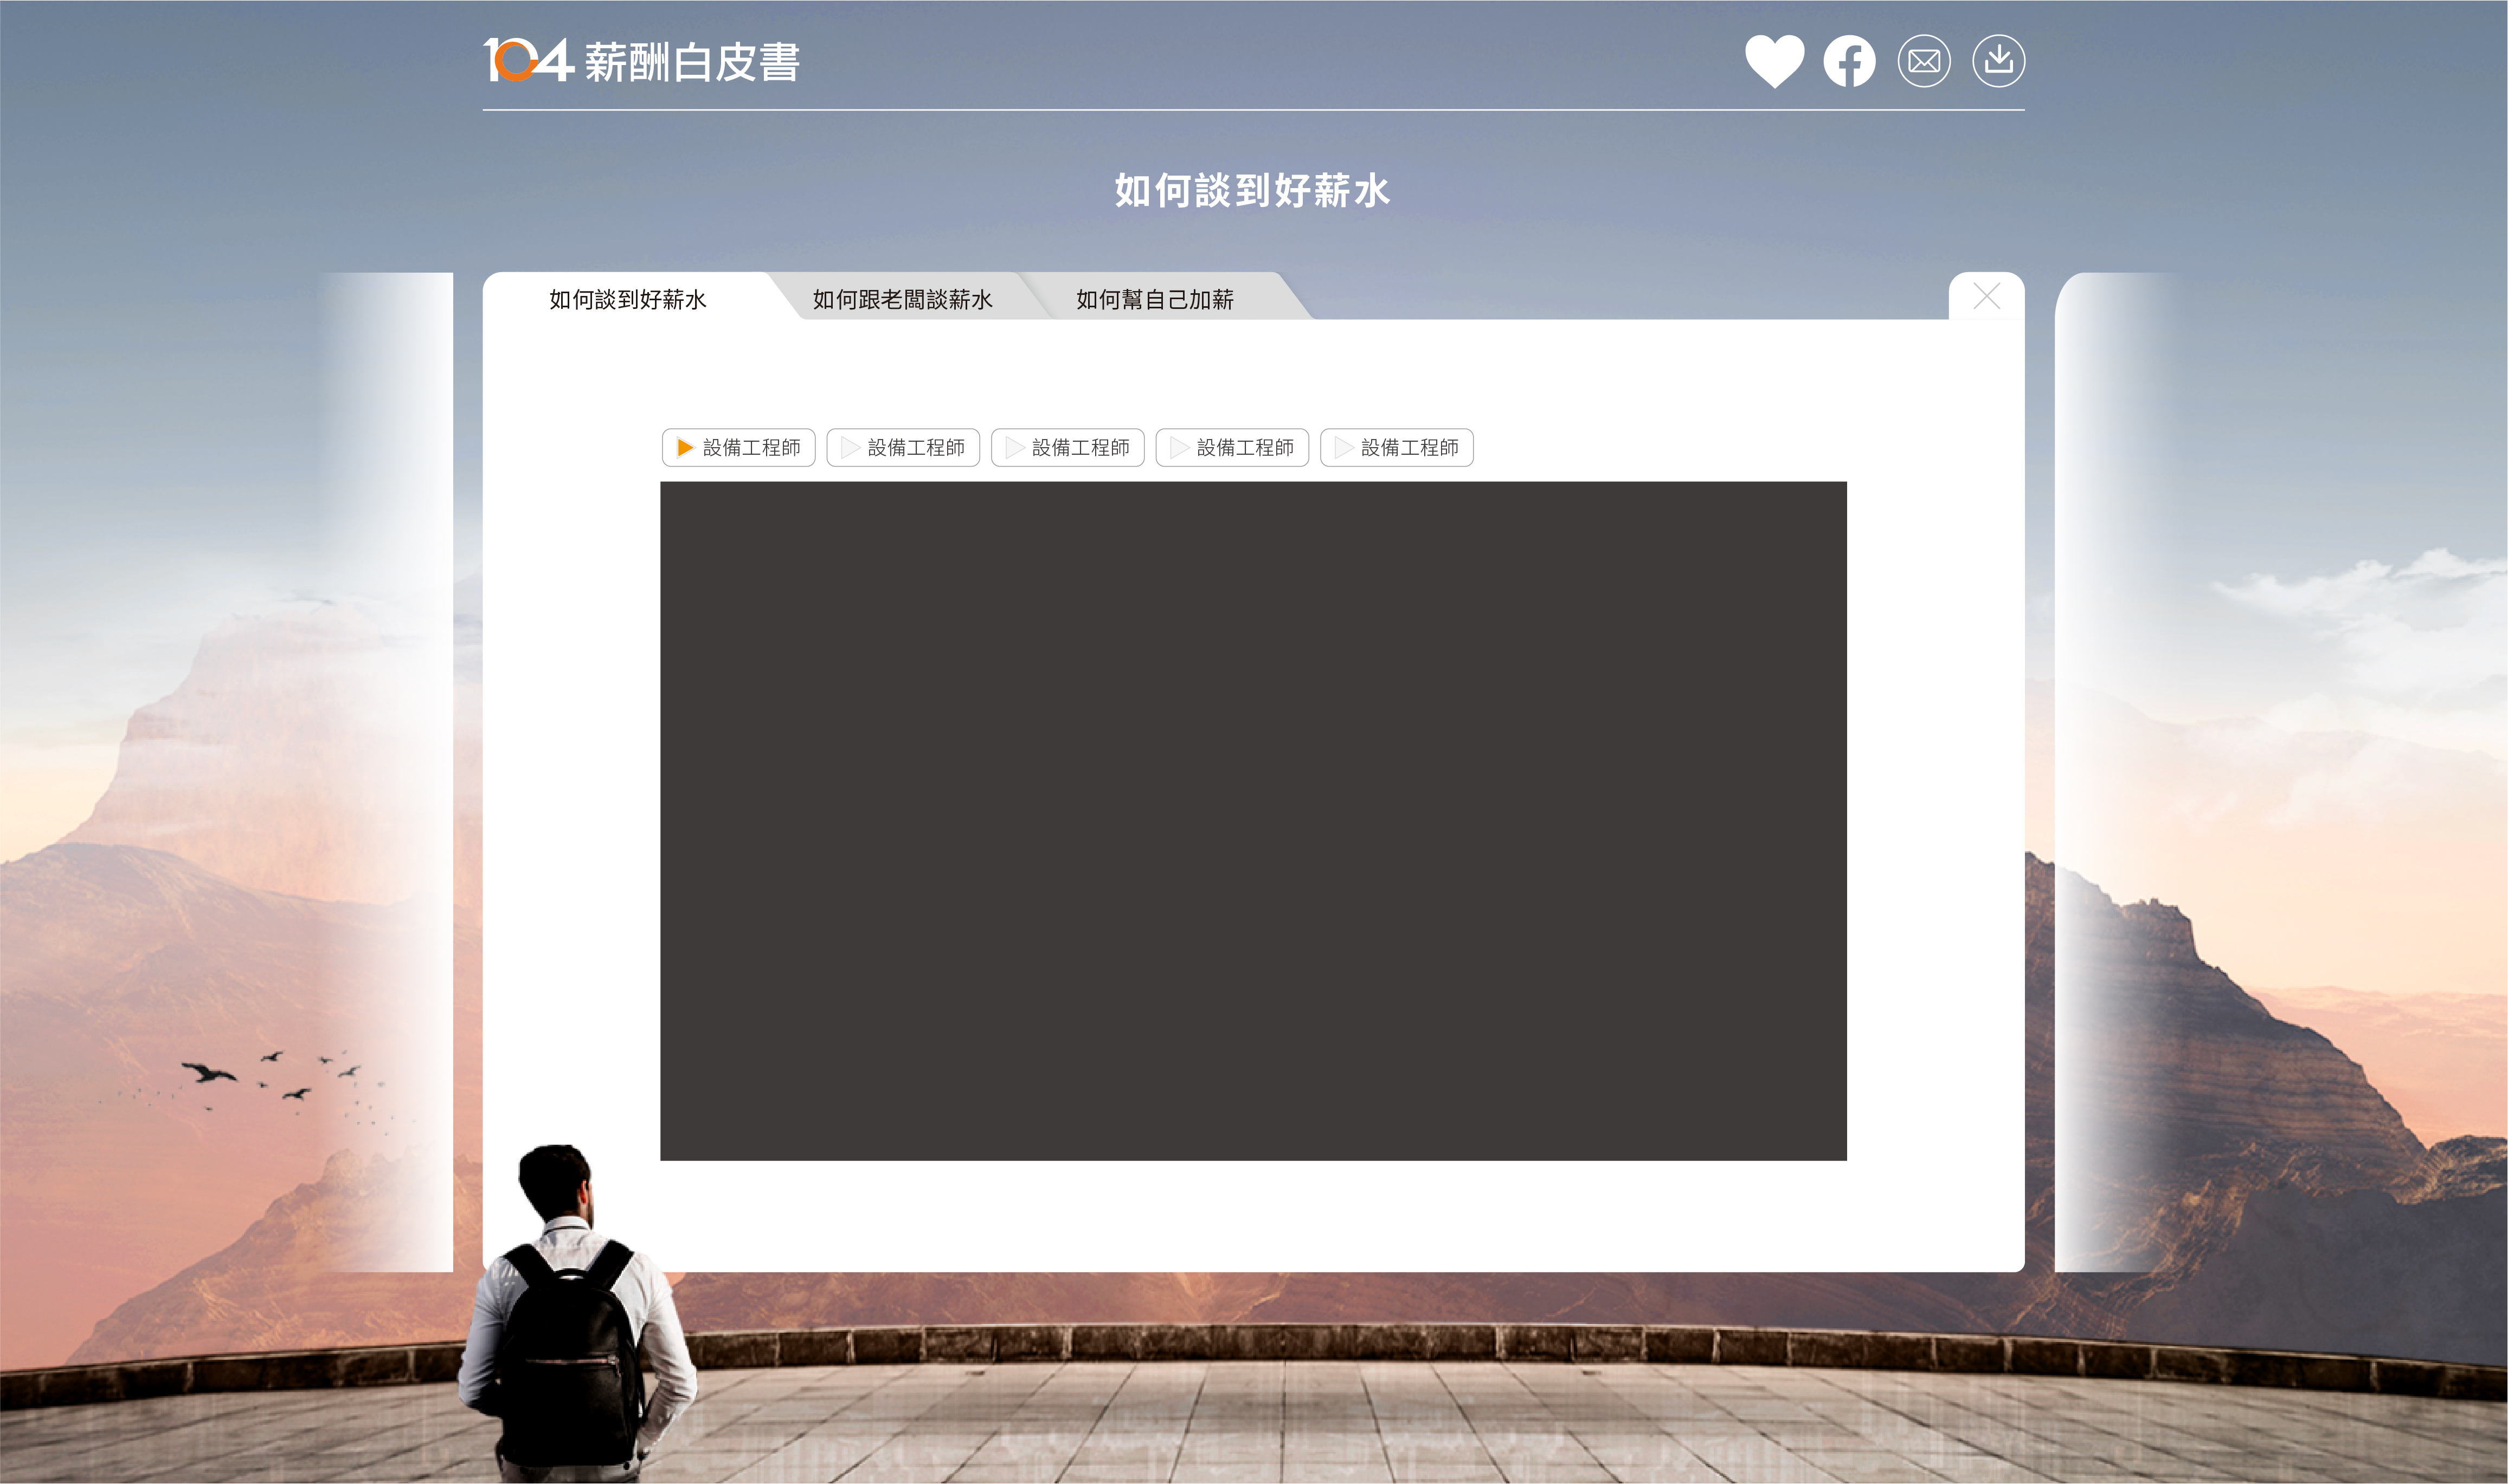 104 薪酬白皮書
如何談到好薪水
如何談到好薪水 如何跟老闆談薪水 如何幫自己加薪
設備工程師 設備工程師 設備工程師 設備工程師 設備工程師